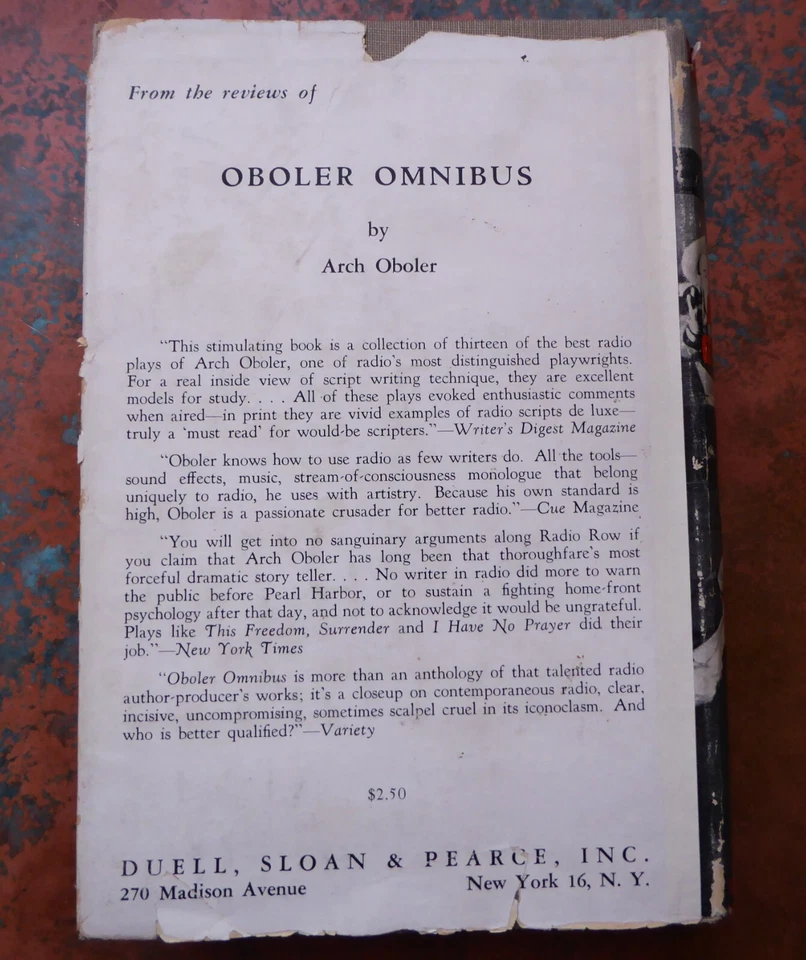 From the reviews of
OBOLER OMNIBUS
by
Arch Oboler
“This stimulating book is a collection of thirteen of the best radio
plays of Arch Oboler, one of radio's most distinguished playwrights.
For a real inside view of script writing technique, they are excellent
models for study. . . . All of these plays evoked enthusiastic comments
when aired—in print they are vivid examples of radio scripts de luxe—
truly a ‘must read’ for would-be scripters.”—Writer's Digest Magazine
“Oboler knows how to use radio as few writers do. All the tools—
sound effects, music, stream-of-consciousness monologue that belong
uniquely to radio, he uses with artistry. Because his own standard is
high, Oboler is a passionate crusader for better radio.”—Cue Magazine
“You will get into no sanguinary arguments along Radio Row if
you claim that Arch Oboler has long been that thoroughfare's most
forceful dramatic story teller. . . . No writer in radio did more to warn
the public before Pearl Harbor, or to sustain a fighting home-front
psychology after that day, and not to acknowledge it would be ungrateful.
Plays like This Freedom, Surrender and I Have No Prayer did their
job.”—New York Times
“Oboler Omnibus is more than an anthology of that talented radio
author-producer's works; it's a closeup on contemporaneous radio, clear,
incisive, uncompromising, sometimes scalpel cruel in its iconoclasm. And
who is better qualified?”—Variety
$2.50
DUELL, SLOAN & PEARCE, INC.
270 Madison Avenue New York 16, N. Y.